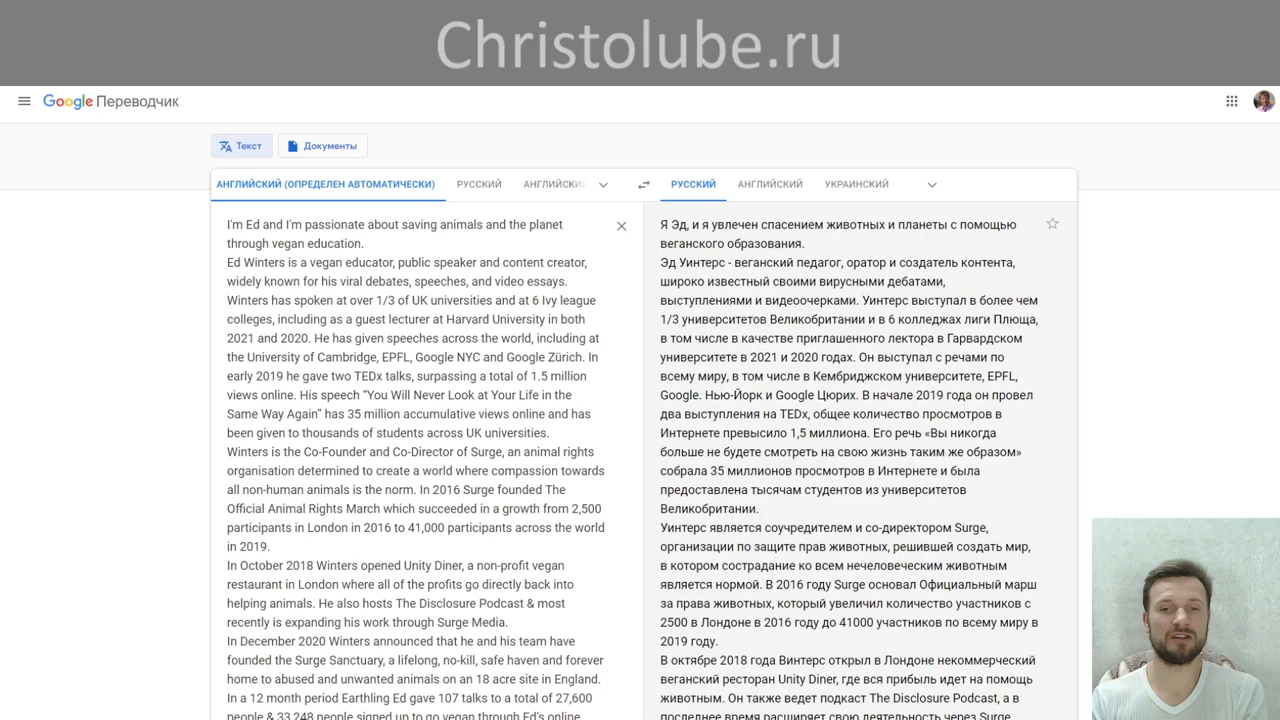 Christolube.ru
Google Переводчик
Текст
Документы
АНГЛИЙСКИЙ (ОПРЕДЕЛЕН АВТОМАТИЧЕСКИ)
РУССКИЙ
АНГЛИЙСКИ
РУССКИЙ
АНГЛИЙСКИЙ
УКРАИНСКИЙ
I'm Ed and I'm passionate about saving animals and the planet
through vegan education.
Ed Winters is a vegan educator, public speaker and content creator,
widely known for his viral debates, speeches, and video essays.
Winters has spoken at over 1/3 of UK universities and at 6 Ivy league
colleges, including as a guest lecturer at Harvard University in both
2021 and 2020. He has given speeches across the world, including at
the University of Cambridge, EPFL, Google NYC and Google Zürich. In
early 2019 he gave two TEDx talks, surpassing a total of 1.5 million
views online. His speech “You Will Never Look at Your Life in the
Same Way Again” has 35 million accumulative views online and has
been given to thousands of students across UK universities.
Winters is the Co-Founder and Co-Director of Surge, an animal rights
organisation determined to create a world where compassion towards
all non-human animals is the norm. In 2016 Surge founded The
Official Animal Rights March which succeeded in a growth from 2,500
participants in London in 2016 to 41,000 participants across the world
in 2019.
In October 2018 Winters opened Unity Diner, a non-profit vegan
restaurant in London where all of the profits go directly back into
helping animals. He also hosts The Disclosure Podcast & most
recently is expanding his work through Surge Media.
In December 2020 Winters announced that he and his team have
founded the Surge Sanctuary, a lifelong, no-kill, safe haven and forever
home to abused and unwanted animals on an 18 acre site in England.
In a 12 month period Earthling Ed gave 107 talks to a total of 27,600
people & 33,248 people signed up to go vegan through Ed's online
Я Эд, и я увлечен спасением животных и планеты с помощью
веганского образования.
Эд Уинтерс - веганский педагог, оратор и создатель контента,
широко известный своими вирусными дебатами,
выступлениями и видеоочерками. Уинтерс выступал в более чем
1/3 университетов Великобритании и в 6 колледжах лиги Плюща,
в том числе в качестве приглашенного лектора в Гарвардском
университете в 2021 и 2020 годах. Он выступал с речами по
всему миру, в том числе в Кембриджском университете, EPFL,
Google. Нью-Йорк и Google Цюрих. В начале 2019 года он провел
два выступления на TEDx, общее количество просмотров в
Интернете превысило 1,5 миллиона. Его речь «Вы никогда
больше не будете смотреть на свою жизнь таким же образом»
собрала 35 миллионов просмотров в Интернете и была
предоставлена тысячам студентов из университетов
Великобритании.
Уинтерс является соучредителем и со-директором Surge,
организации по защите прав животных, решившей создать мир,
в котором сострадание ко всем нечеловеческим животным
является нормой. В 2016 году Surge основал Официальный марш
за права животных, который увеличил количество участников с
2500 в Лондоне в 2016 году до 41000 участников по всему миру в
2019 году.
В октябре 2018 года Винтерс открыл в Лондоне некоммерческий
веганский ресторан Unity Diner, где вся прибыль идет на помощь
животным. Он также ведет подкаст The Disclosure Podcast, а в
последнее время расширяет свою деятельность через Surge